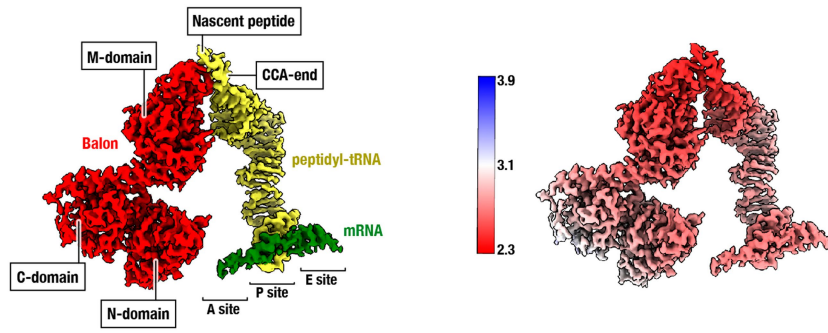 Nascent peptide
M-domain
CCA-end
Balon
peptidyl-tRNA
mRNA
C-domain
N-domain
A site
P site
E site
3.9
3.1
2.3